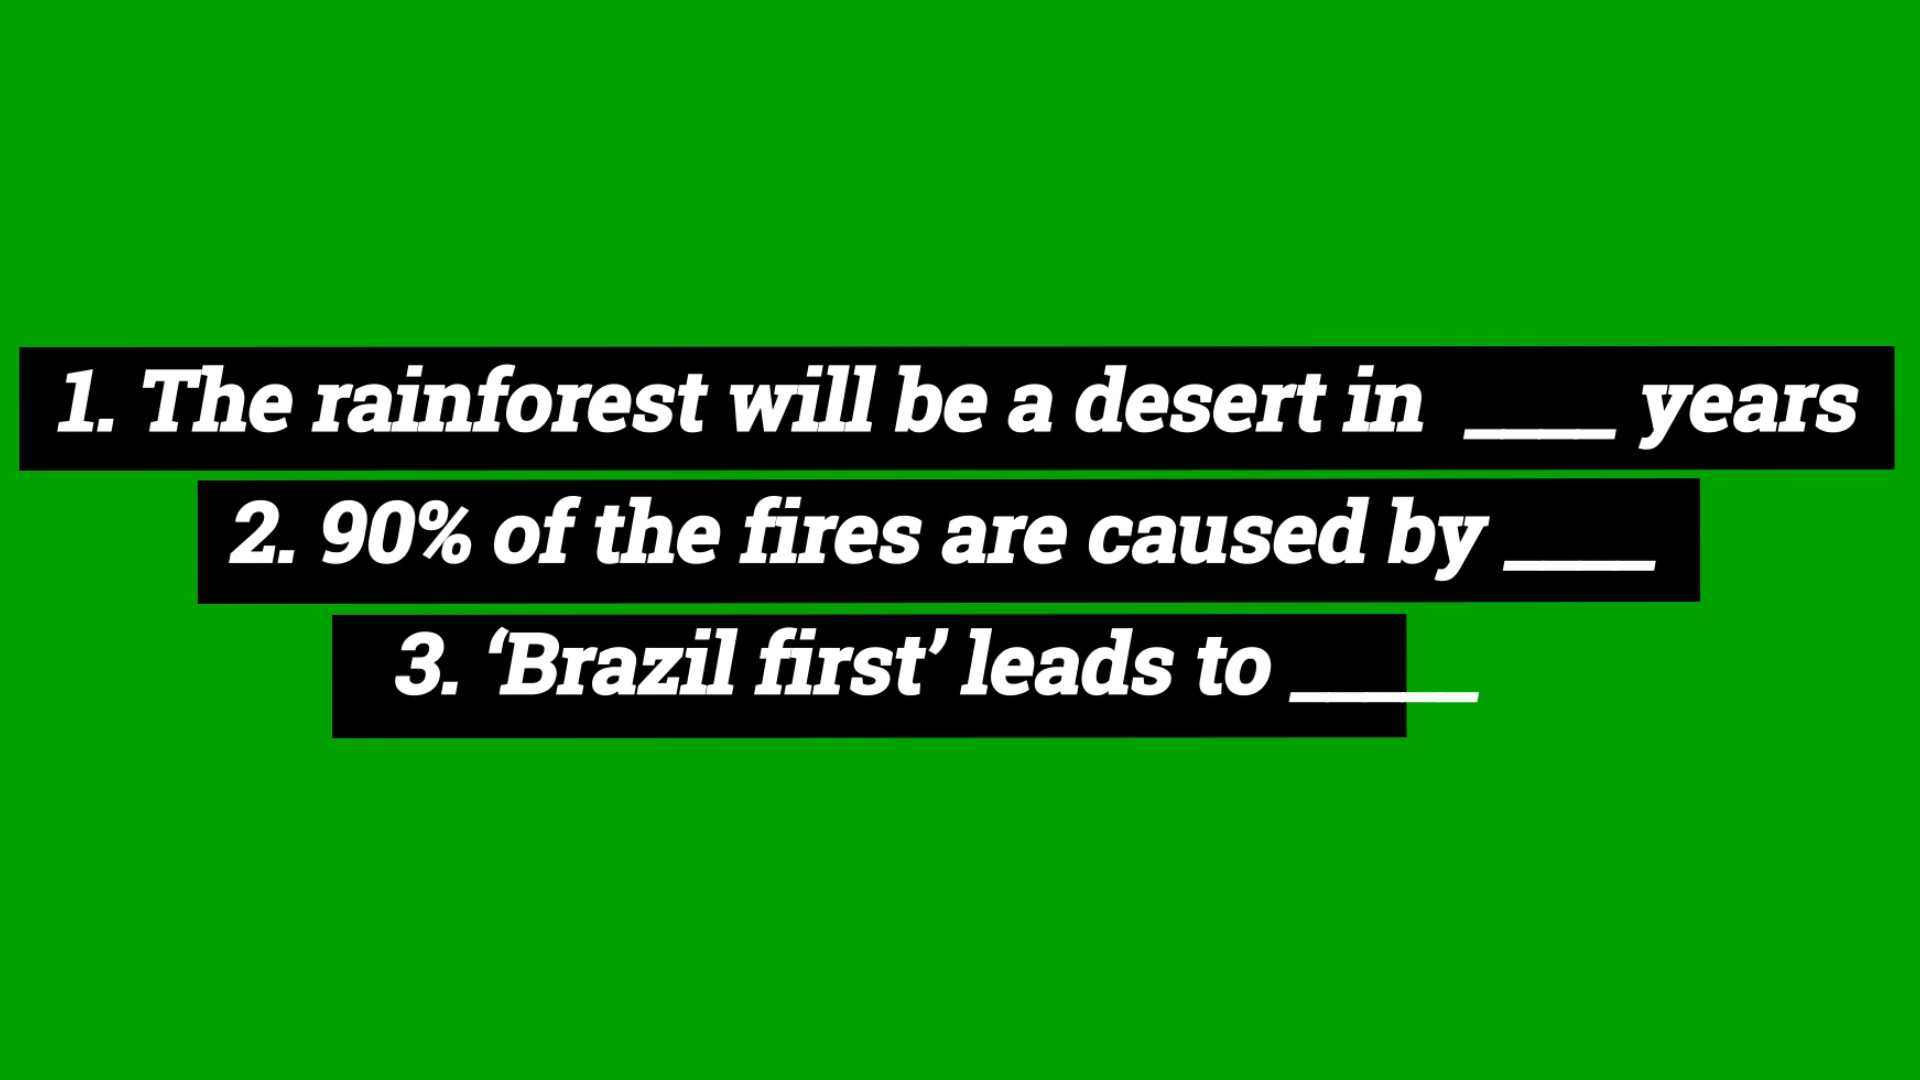 1. The rainforest will be a desert in ____ years
2. 90% of the fires are caused by ____
3. ‘Brazil first’ leads to _____